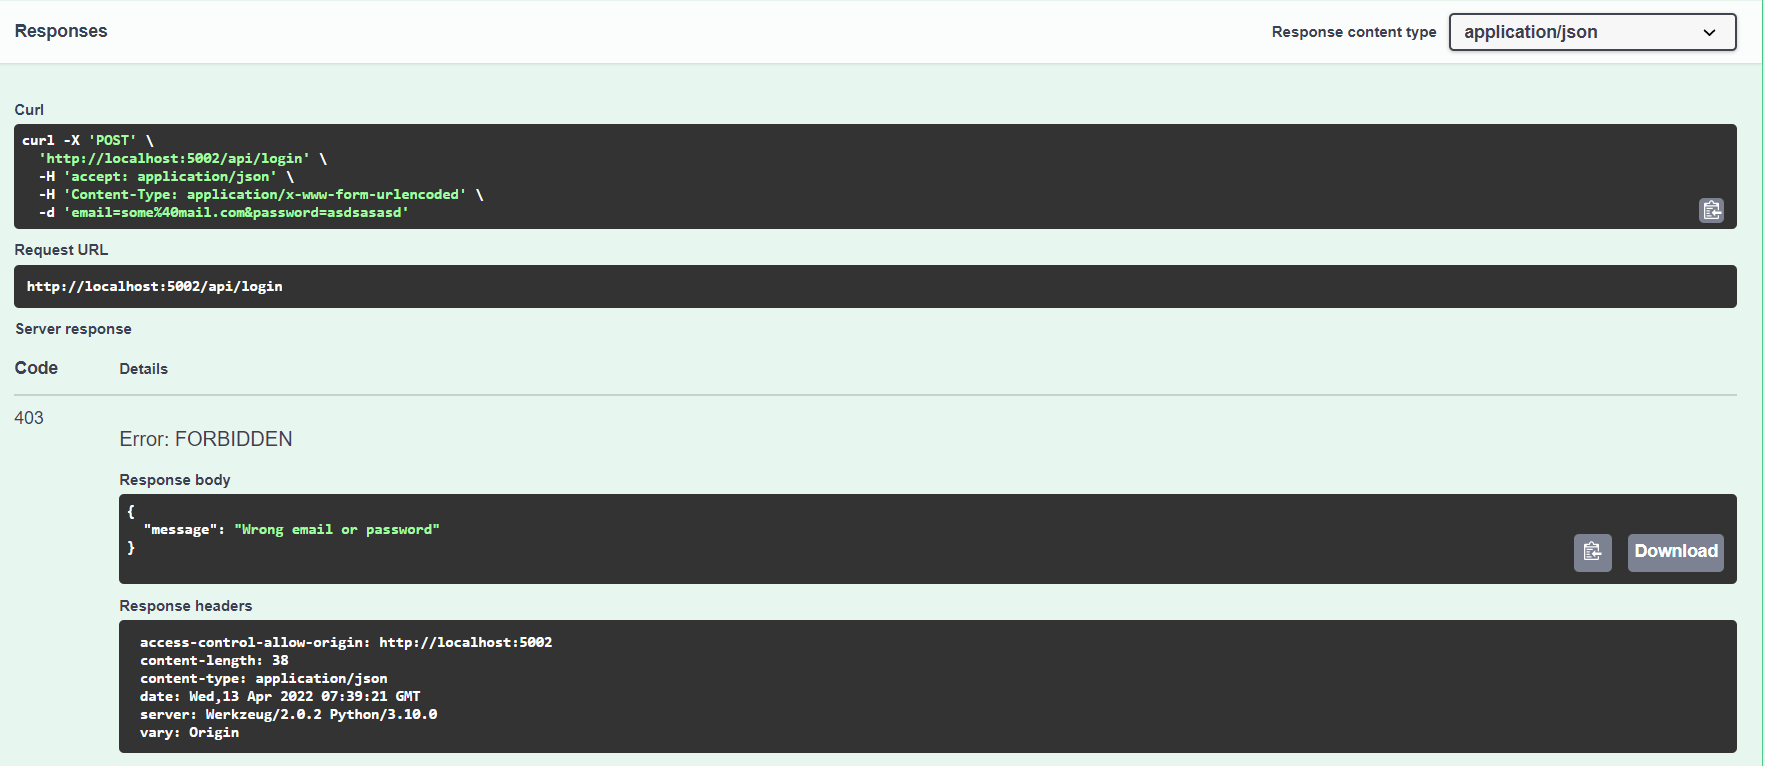 Responses
Response content type
application/json
Curl
curl -X 'POST' \
  'http://localhost:5002/api/login' \
  -H 'accept: application/json' \
  -H 'Content-Type: application/x-www-form-urlencoded' \
  -d 'email=some%40mail.com&password=asdsasasd'
Request URL
http://localhost:5002/api/login
Server response
Code
Details
403
Error: FORBIDDEN
Response body
{
  "message": "Wrong email or password"
}
Download
Response headers
access-control-allow-origin: http://localhost:5002
content-length: 38
content-type: application/json
date: Wed,13 Apr 2022 07:39:21 GMT
server: Werkzeug/2.0.2 Python/3.10.0
vary: Origin